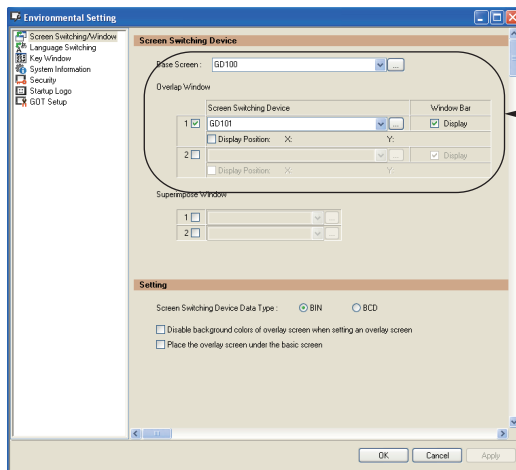 Environmental Setting
Screen Switching/Window
Language Switching
Key Window
System Information
Security
Startup Logo
GOT Setup
Screen Switching Device
Base Screen : GD100 ...
Overlap Window
Screen Switching Device Window Bar
1 GD101 ... Display
Display Position: X: Y:
2 ... Display
Display Position: X: Y:
Superimpose Window
1 ...
2 ...
Setting
Screen Switching Device Data Type : BIN BCD
Disable background colors of overlay screen when setting an overlay screen
Place the overlay screen under the basic screen
OK Cancel Apply